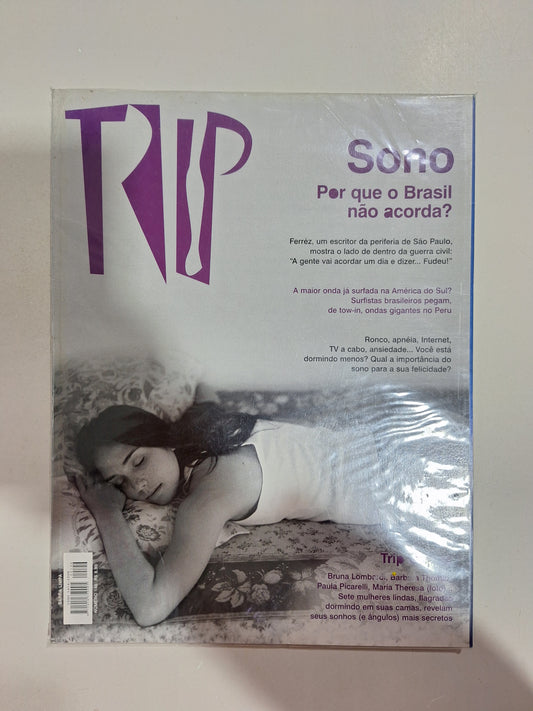 TRIP
Sono
Por que o Brasil
não acorda?
Ferréz, um escritor da periferia de São Paulo,
mostra o lado de dentro da guerra civil:
"A gente vai acordar um dia e dizer... Fudeu!"
A maior onda já surfada na América do Sul?
Surfistas brasileiros pegam,
de tow-in, ondas gigantes no Peru
Ronco, apnéia, Internet,
TV a cabo, ansiedade... Você está
dormindo menos? Qual a importância do
sono para a sua felicidade?
Trip
Bruna Lombardi, Barbara
Paula Picarelli, Maria Theresa (foto)
Sete mulheres lindas, flagradas
dormindo em suas camas, revelam
seus sonhos (e ângulos) mais secretos